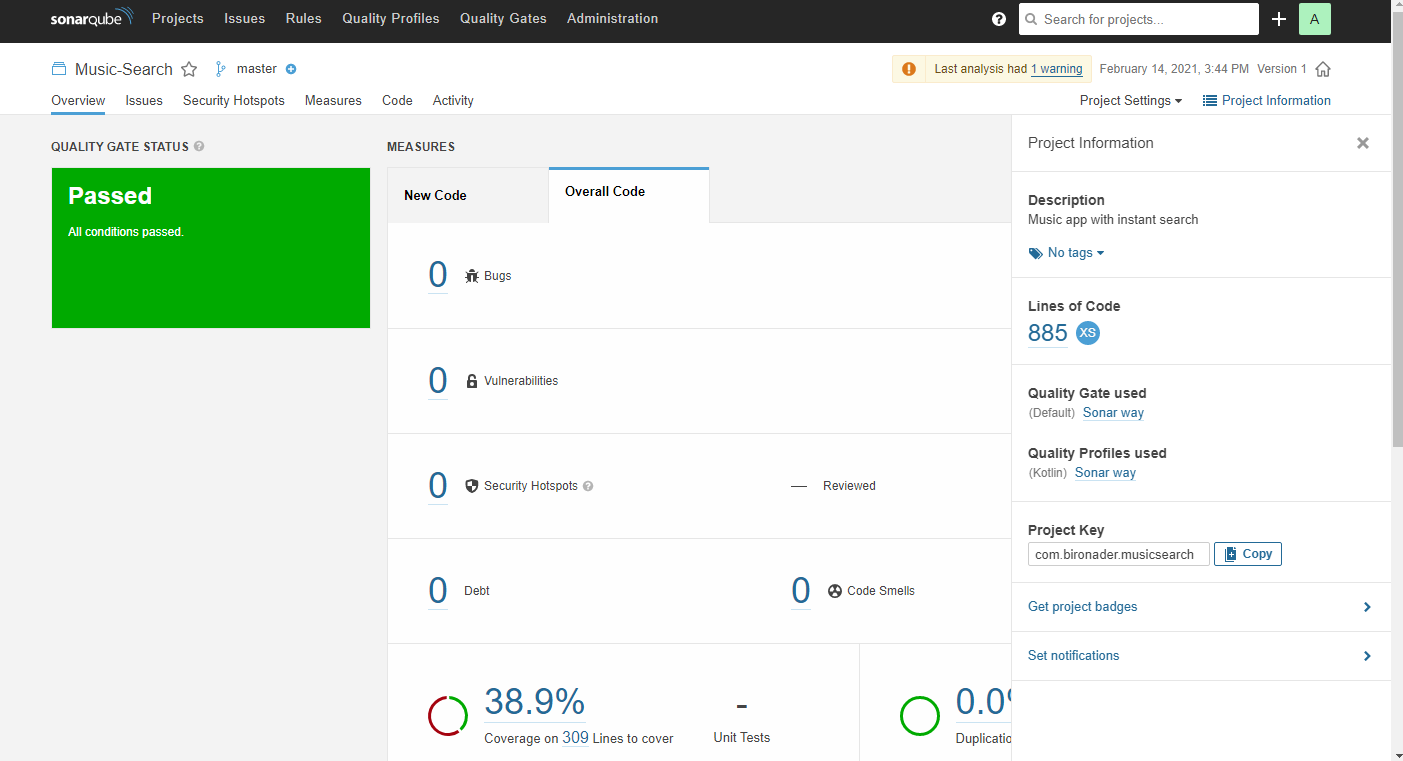 sonarqube Projects Issues Rules Quality Profiles Quality Gates Administration ? Search for projects... A
Music-Search master Last analysis had 1 warning February 14, 2021, 3:44 PM Version 1
Overview Issues Security Hotspots Measures Code Activity Project Settings Project Information
QUALITY GATE STATUS ?
Passed
All conditions passed.
MEASURES
New Code Overall Code
0 Bugs
0 Vulnerabilities
0 Security Hotspots ? — Reviewed
0 Debt 0 Code Smells
38.9%
Coverage on 309 Lines to cover
-
Unit Tests
0.0
Duplicatio
Project Information
Description
Music app with instant search
No tags
Lines of Code
885 XS
Quality Gate used
(Default) Sonar way
Quality Profiles used
(Kotlin) Sonar way
Project Key
com.bironader.musicsearch Copy
Get project badges
Set notifications